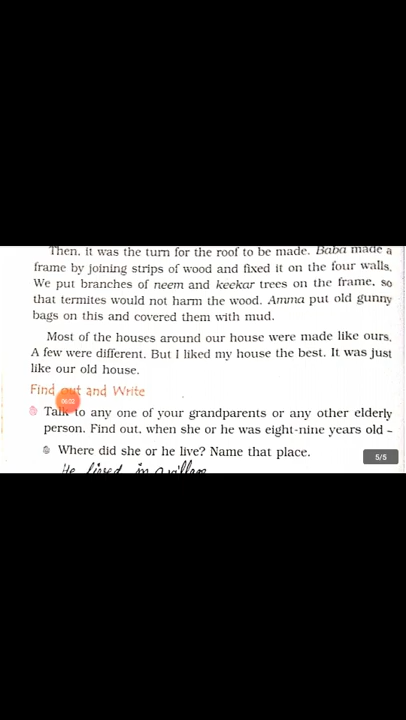 Then, it was the turn for the roof to be made. Baba made a
frame by joining strips of wood and fixed it on the four walls.
We put branches of neem and keekar trees on the frame, so
that termites would not harm the wood. Amma put old gunny
bags on this and covered them with mud.
Most of the houses around our house were made like ours.
A few were different. But I liked my house the best. It was just
like our old house.
Find out and Write
06:02
Talk to any one of your grandparents or any other elderly
person. Find out, when she or he was eight-nine years old –
Where did she or he live? Name that place.
5/5
He lived in a village